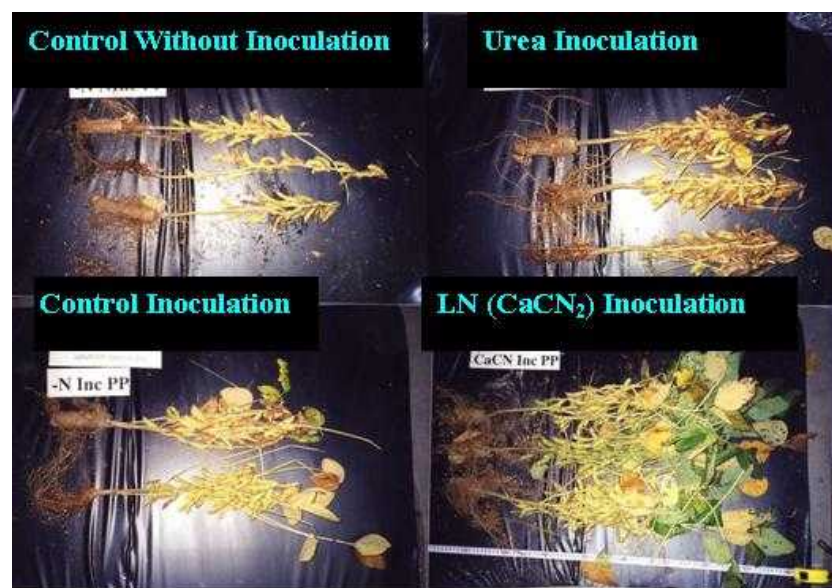 Control Without Inoculation
Urea Inoculation
Control Inoculation
LN (CaCN₂) Inoculation
-N Inc PP
CaCN Inc PP